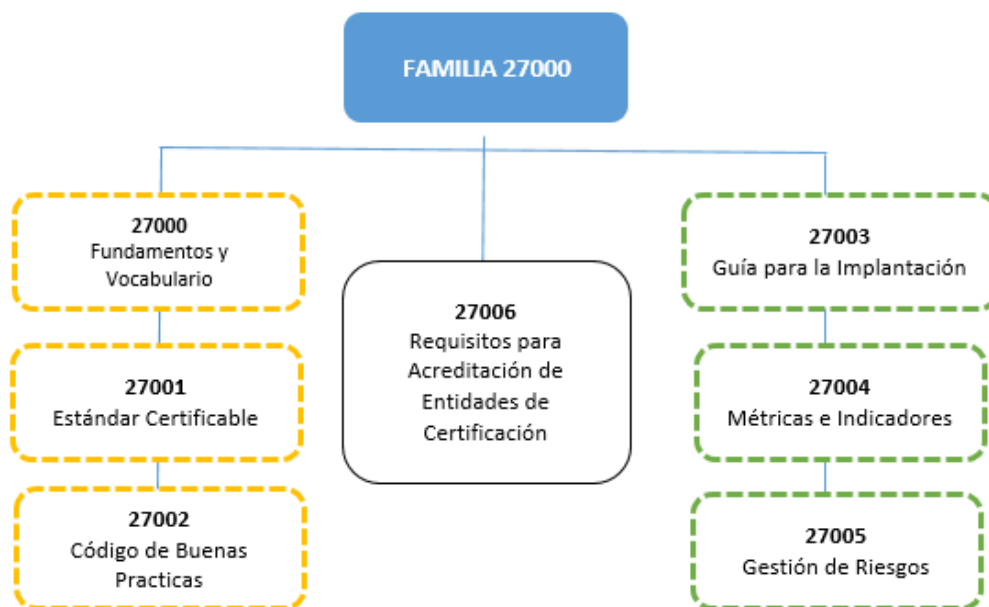 FAMILIA 27000
27000
Fundamentos y
Vocabulario
27001
Estándar Certificable
27002
Código de Buenas
Practicas
27006
Requisitos para
Acreditación de
Entidades de
Certificación
27003
Guía para la Implantación
27004
Métricas e Indicadores
27005
Gestión de Riesgos